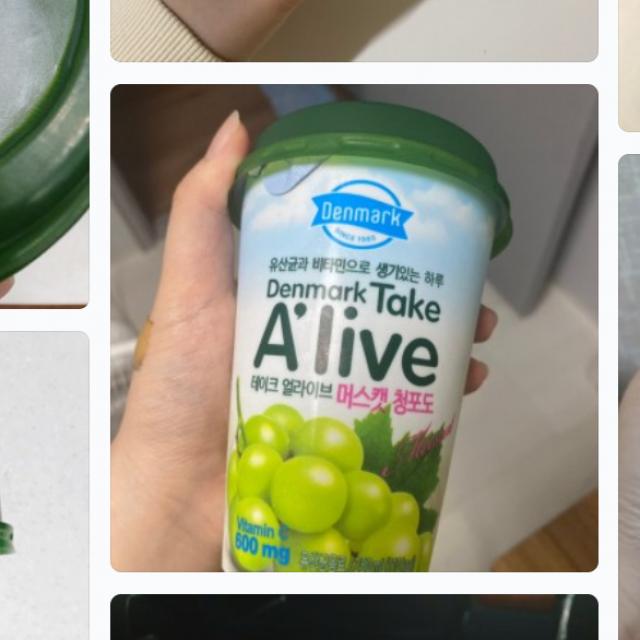 Denmark
SINCE 1985
유산균과 비타민으로 생기있는 하루
Denmark Take
A'live
테이크 얼라이브 머스캣 청포도
Vitamin C
600 mg